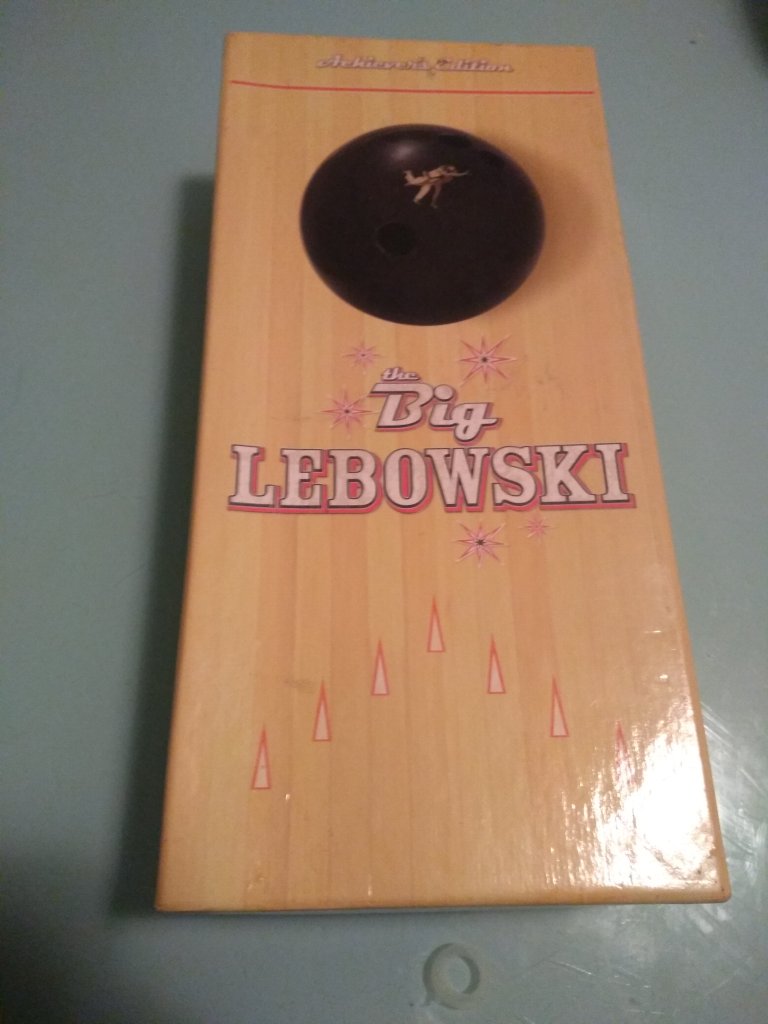 Achiever's Edition
the
Big
LEBOWSKI